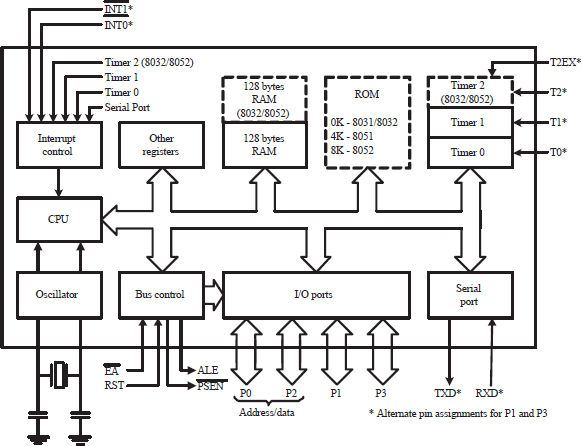 INT1*
INT0*
Timer 2 (8032/8052)
Timer 1
Timer 0
Serial Port
T2EX*
T2*
T1*
T0*
128 bytes
RAM
(8032/8052)
128 bytes
RAM
ROM
0K - 8031/8032
4K - 8051
8K - 8052
Timer 2
(8032/8052)
Timer 1
Timer 0
Interrupt
control
Other
registers
CPU
Oscillator
Bus control
I/O ports
Serial
port
EA
RST
ALE
PSEN
P0
P2
P1
P3
TXD*
RXD*
Address/data
* Alternate pin assignments for P1 and P3